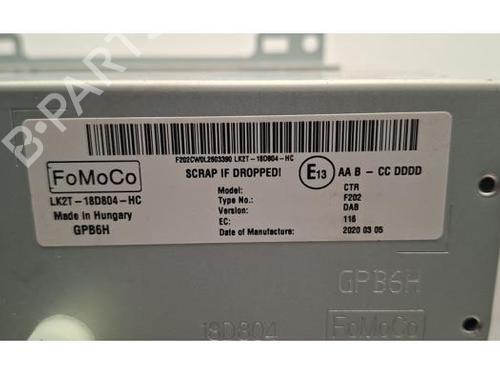 B-PARTS
F202CW0L2603390 LK2T-18D804-HC
FoMoCo
SCRAP IF DROPPED!
E13 AA B - CC DDDD
LK2T-18D804-HC
Made in Hungary
GPB6H
Model: CTR
Type No.: F202
Version: DAB
EC: 116
Date of Manufacture: 2020 03 05
GPB6H
18D804
FoMoCo